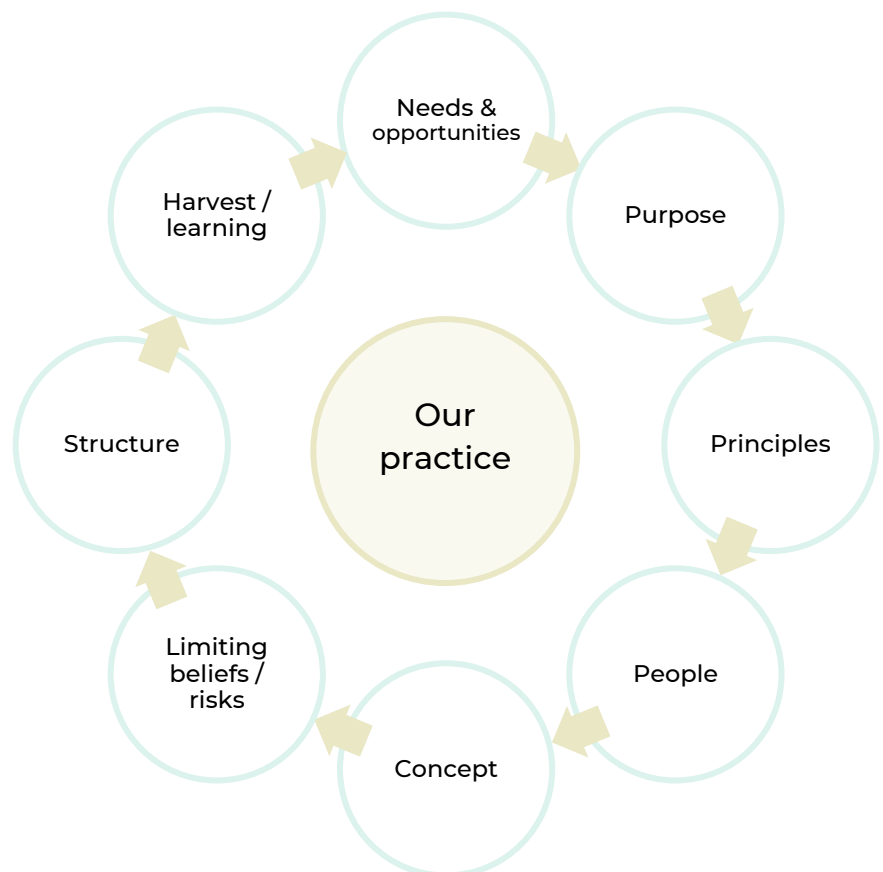 Needs &
opportunities
Purpose
Principles
People
Concept
Limiting
beliefs /
risks
Structure
Harvest /
learning
Our
practice